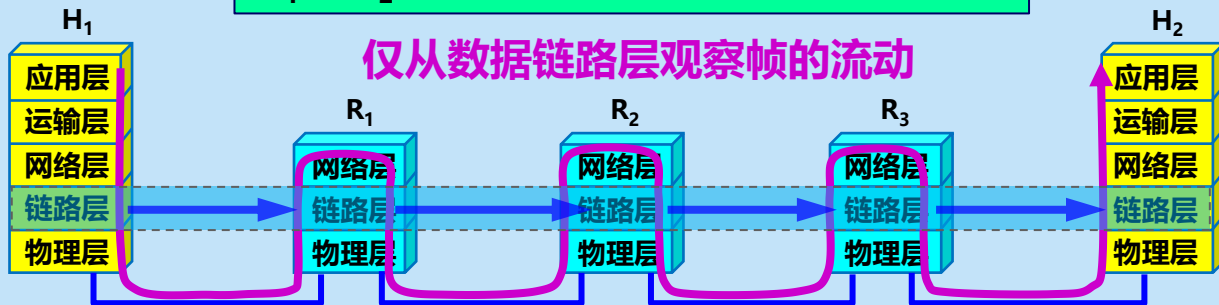 H₁
H₂
仅从数据链路层观察帧的流动
R₁
R₂
R₃
应用层
运输层
网络层
链路层
物理层
网络层
链路层
物理层
网络层
链路层
物理层
网络层
链路层
物理层
应用层
运输层
网络层
链路层
物理层